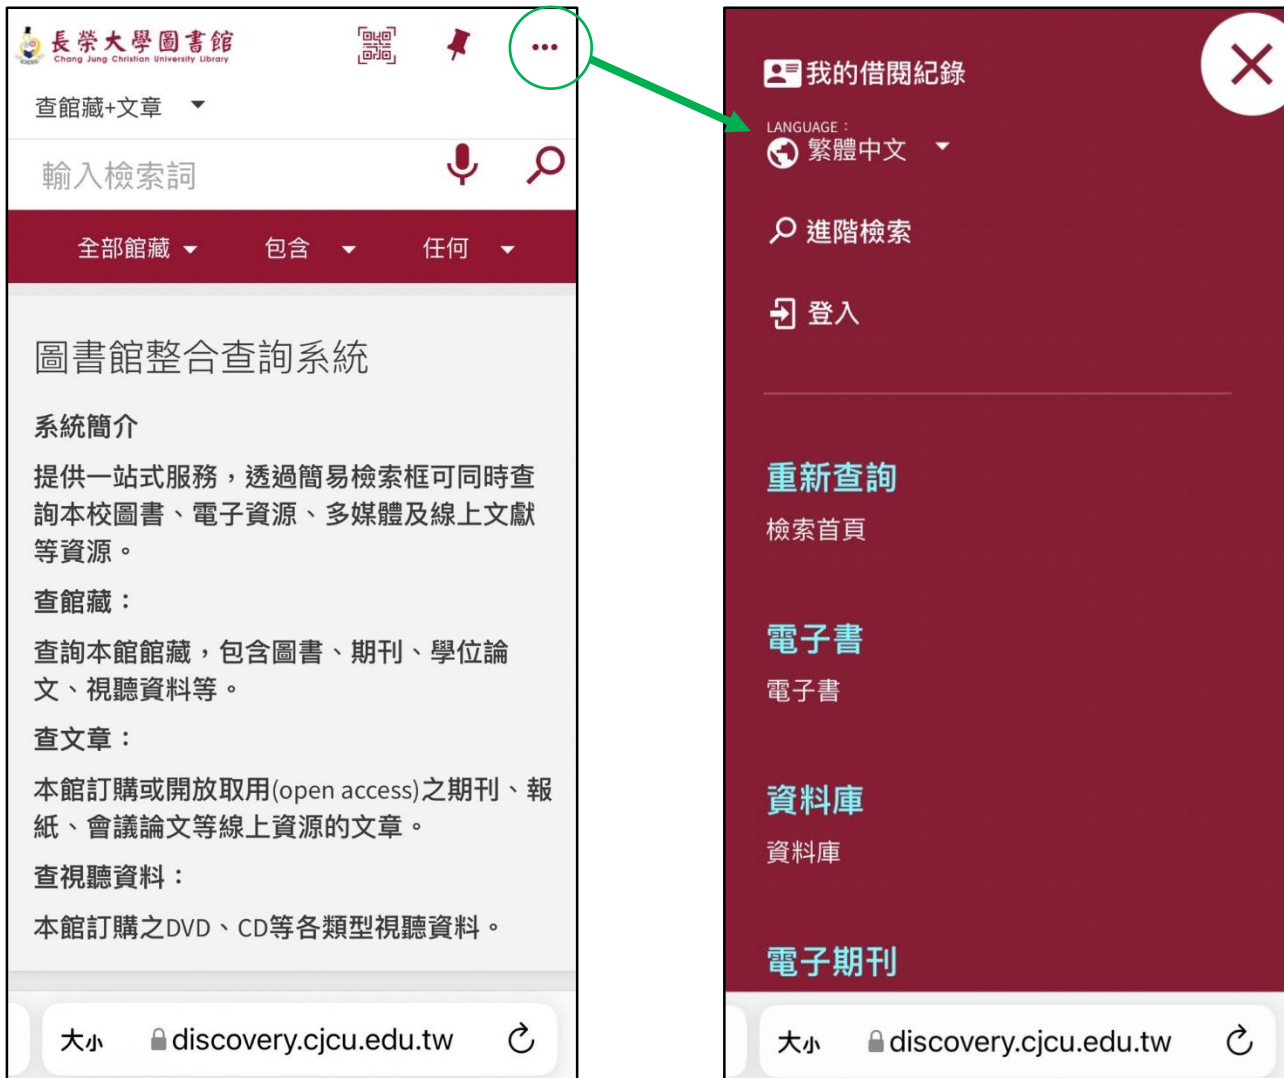 長榮大學圖書館
Chang Jung Christian University Library
查館藏+文章
輸入檢索詞
全部館藏 包含 任何
圖書館整合查詢系統
系統簡介
提供一站式服務，透過簡易檢索框可同時查
詢本校圖書、電子資源、多媒體及線上文獻
等資源。
查館藏：
查詢本館館藏，包含圖書、期刊、學位論
文、視聽資料等。
查文章：
本館訂購或開放取用(open access)之期刊、報
紙、會議論文等線上資源的文章。
查視聽資料：
本館訂購之DVD、CD等各類型視聽資料。
大小 discovery.cjcu.edu.tw
我的借閱紀錄
LANGUAGE：
繁體中文
進階檢索
登入
重新查詢
檢索首頁
電子書
電子書
資料庫
資料庫
電子期刊
大小 discovery.cjcu.edu.tw